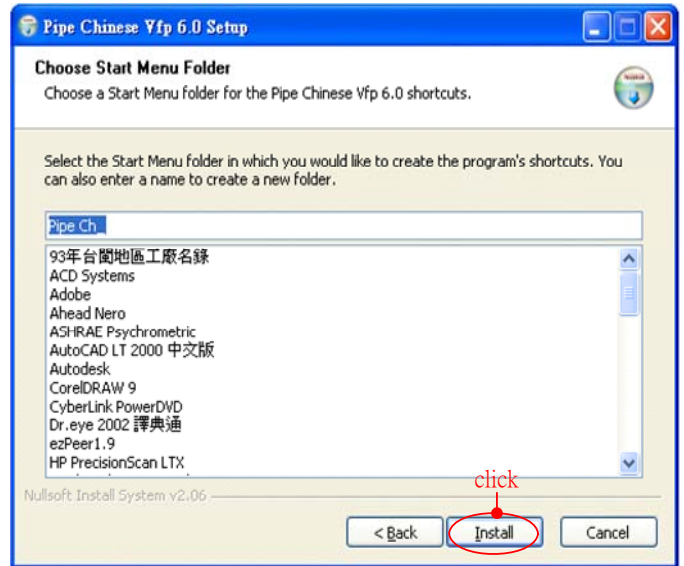 Pipe Chinese Vfp 6.0 Setup
Choose Start Menu Folder
Choose a Start Menu folder for the Pipe Chinese Vfp 6.0 shortcuts.
Select the Start Menu folder in which you would like to create the program's shortcuts. You
can also enter a name to create a new folder.
Pipe Ch_
93年台閩地區工廠名錄
ACD Systems
Adobe
Ahead Nero
ASHRAE Psychrometric
AutoCAD LT 2000 中文版
Autodesk
CorelDRAW 9
CyberLink PowerDVD
Dr.eye 2002 譯典通
ezPeer1.9
HP PrecisionScan LTX
click
Nullsoft Install System v2.06
< Back Install Cancel